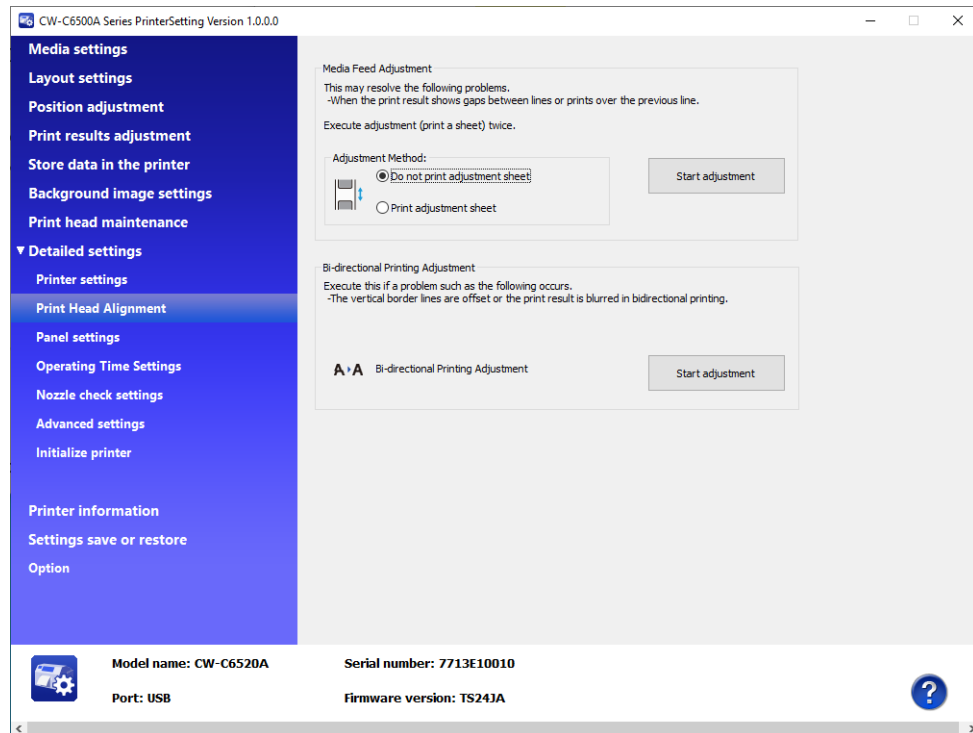 CW-C6500A Series PrinterSetting Version 1.0.0.0
Media settings
Layout settings
Position adjustment
Print results adjustment
Store data in the printer
Background image settings
Print head maintenance
▼ Detailed settings
Printer settings
Print Head Alignment
Panel settings
Operating Time Settings
Nozzle check settings
Advanced settings
Initialize printer
Printer information
Settings save or restore
Option
Media Feed Adjustment
This may resolve the following problems.
-When the print result shows gaps between lines or prints over the previous line.
Execute adjustment (print a sheet) twice.
Adjustment Method:
Do not print adjustment sheet
Print adjustment sheet
Start adjustment
Bi-directional Printing Adjustment
Execute this if a problem such as the following occurs.
-The vertical border lines are offset or the print result is blurred in bidirectional printing.
A A Bi-directional Printing Adjustment
Start adjustment
Model name: CW-C6520A
Serial number: 7713E10010
Port: USB
Firmware version: TS24JA
?